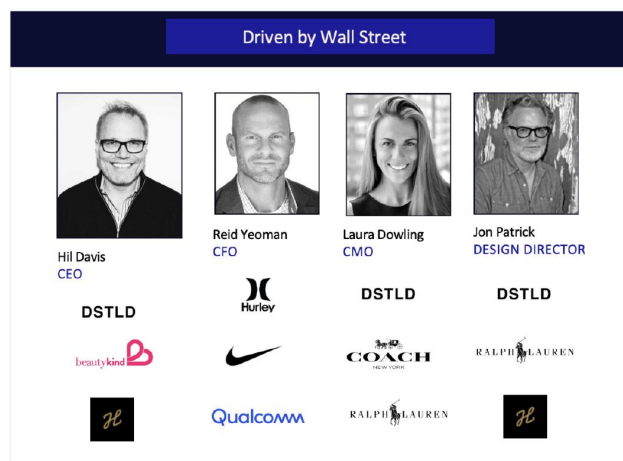 Driven by Wall Street
Hil Davis
CEO
DSTLD
beautykind
H
Reid Yeoman
CFO
Hurley
Qualcomm
Laura Dowling
CMO
DSTLD
COACH
NEW YORK
RALPH LAUREN
Jon Patrick
DESIGN DIRECTOR
DSTLD
RALPH LAUREN
H